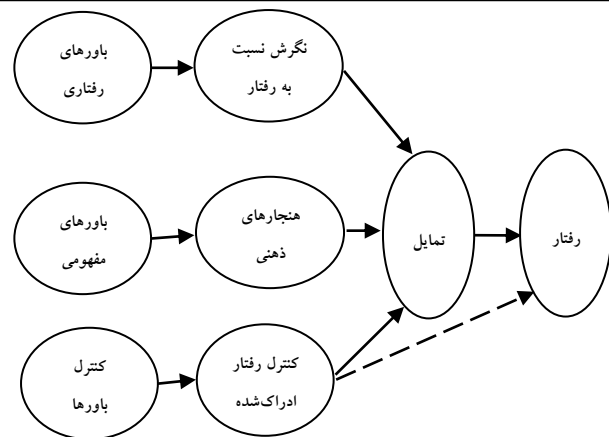 باورهای
رفتاری
نگرش نسبت
به رفتار
باورهای
مفهومی
هنجارهای
ذهنی
تمایل
رفتار
کنترل
باورها
کنترل رفتار
ادراک‌شده